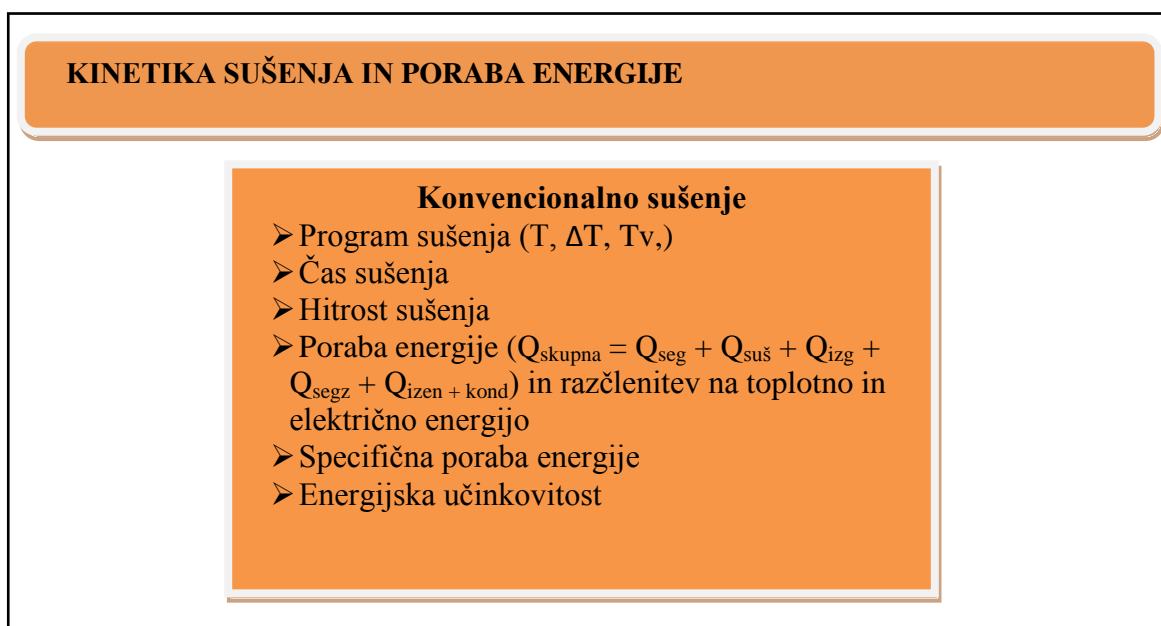 KINETIKA SUŠENJA IN PORABA ENERGIJE
Konvencionalno sušenje
➢Program sušenja (T, ΔT, Tv,)
➢Čas sušenja
➢Hitrost sušenja
➢Poraba energije (Qskupna = Qseg + Qsuš + Qizg +
Qsegz + Qizen + kond) in razčlenitev na toplotno in
električno energijo
➢Specifična poraba energije
➢Energijska učinkovitost